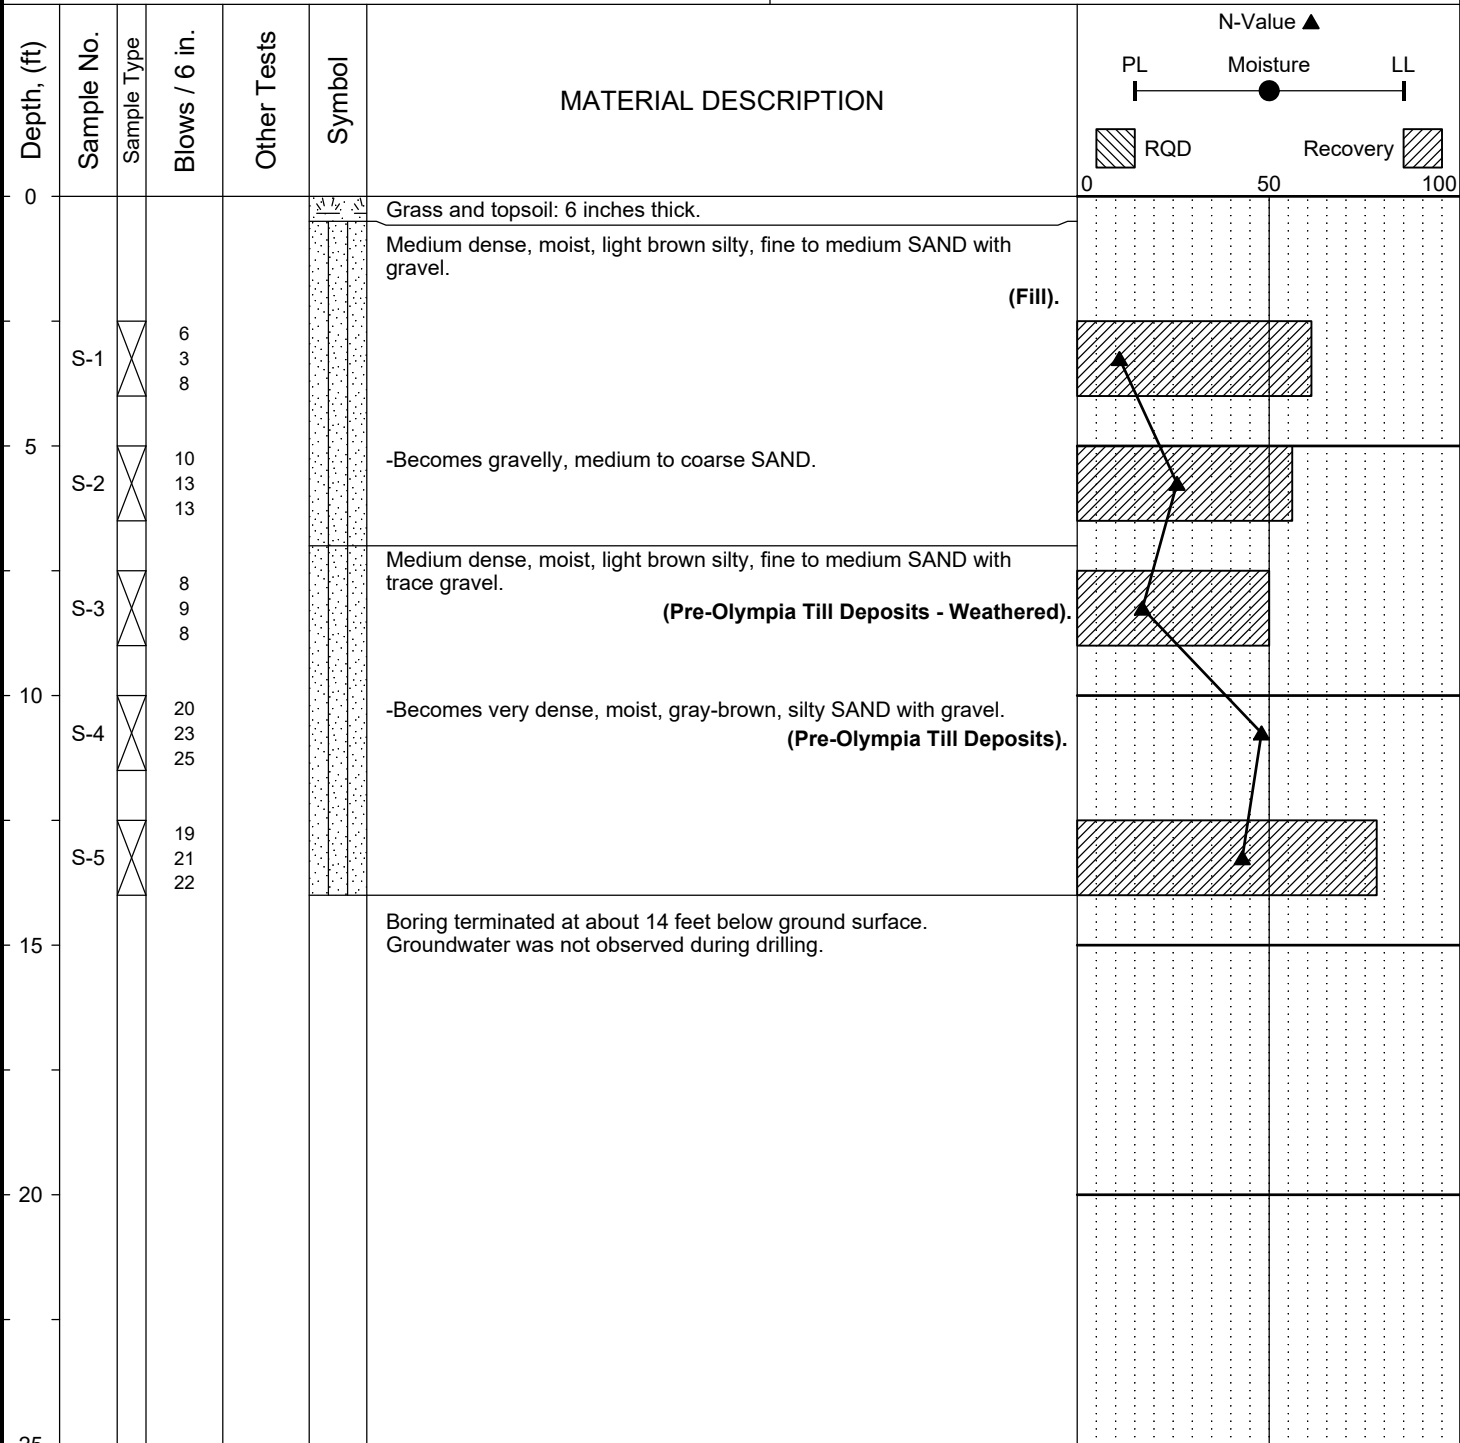 Depth, (ft)
Sample No.
Sample Type
Blows / 6 in.
Other Tests
Symbol
MATERIAL DESCRIPTION
N-Value ▲
PL Moisture LL
RQD Recovery
0 50 100
0
Grass and topsoil: 6 inches thick.
Medium dense, moist, light brown silty, fine to medium SAND with
gravel.
(Fill).
6
S-1 3
8
5
10 -Becomes gravelly, medium to coarse SAND.
S-2 13
13
Medium dense, moist, light brown silty, fine to medium SAND with
8 trace gravel.
S-3 9 (Pre-Olympia Till Deposits - Weathered).
8
10
20 -Becomes very dense, moist, gray-brown, silty SAND with gravel.
S-4 23 (Pre-Olympia Till Deposits).
25
19
S-5 21
22
Boring terminated at about 14 feet below ground surface.
15 Groundwater was not observed during drilling.
20
25